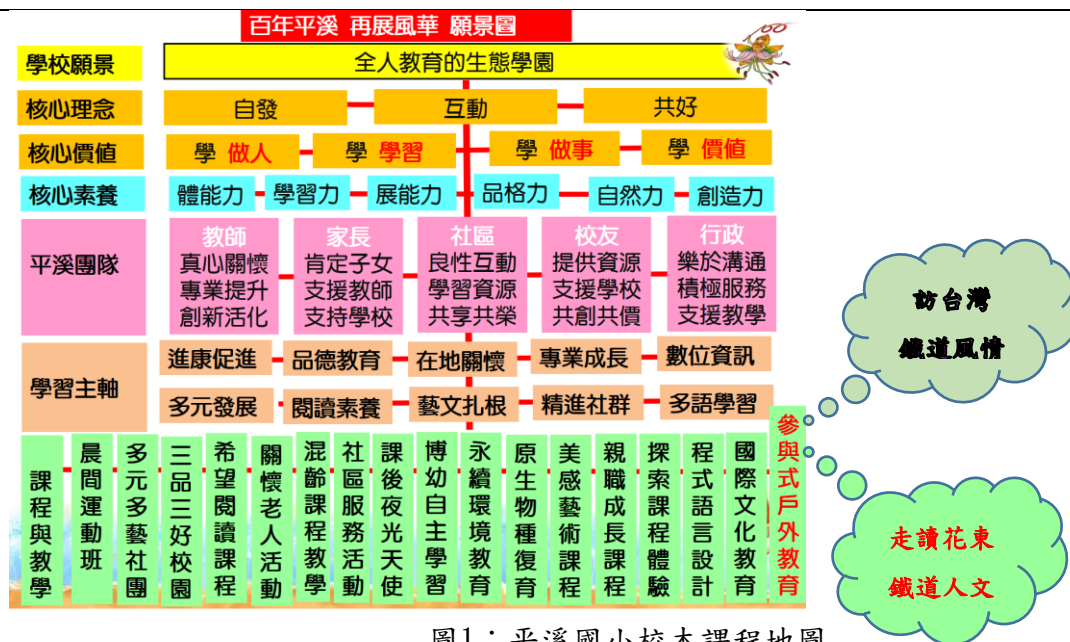 百年平溪 再展風華 願景圖
100
學校願景
全人教育的生態學園
核心理念
自發
互動
共好
核心價值
學 做人
學 學習
學 做事
學 價值
核心素養
體能力
學習力
展能力
品格力
自然力
創造力
平溪團隊
教師
真心關懷
專業提升
創新活化
家長
肯定子女
支援教師
支持學校
社區
良性互動
學習資源
共享共榮
校友
提供資源
支援學校
共創共價
行政
樂於溝通
積極服務
支援教學
學習主軸
進康促進
品德教育
在地關懷
專業成長
數位資訊
多元發展
閱讀素養
藝文扎根
精進社群
多語學習
課程與教學
晨間運動班
多元多藝社團
三品三好校園
希望閱讀課程
關懷老人活動
混齡課程教學
社區服務活動
課後夜光天使
博幼自主學習
永續環境教育
原生物種復育
美感藝術課程
親職成長課程
探索課程體驗
程式語言設計
國際文化教育
參與式戶外教育
訪台灣
鐵道風情
走讀花東
鐵道人文
圖1：平溪國小校本課程地圖